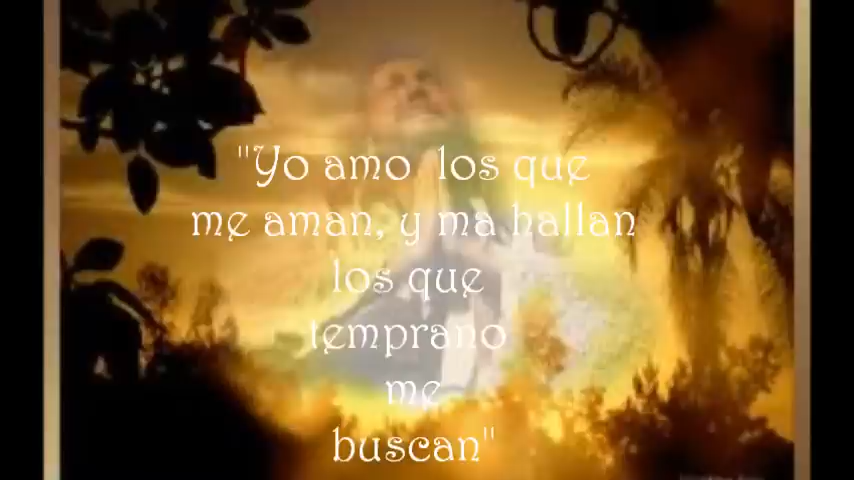 "Yo amo los que
me aman, y ma hallan
los que
temprano
me
buscan"